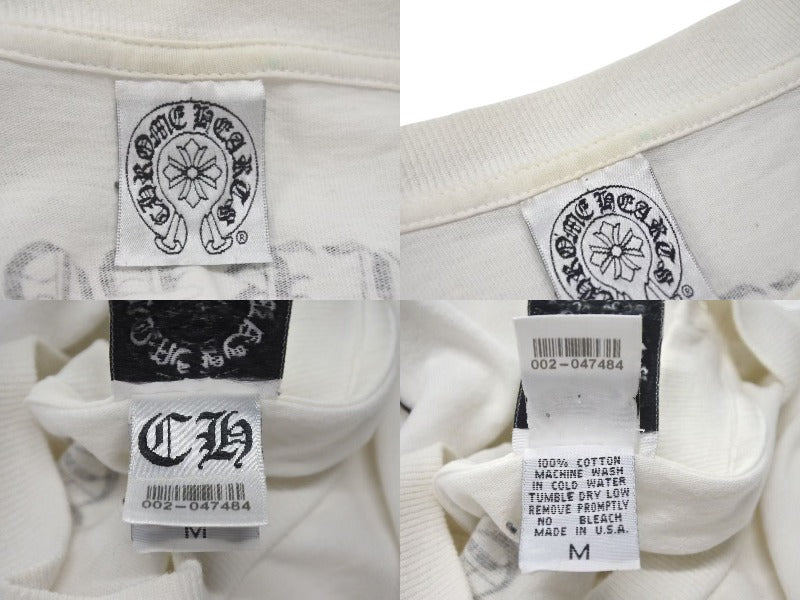 CHROME HEARTS
®
CHROME HEARTS
®
CH
002-047484
M
002-047484
100% COTTON
MACHINE WASH
IN COLD WATER
TUMBLE DRY LOW
REMOVE PROMPTLY
NO BLEACH
MADE IN U.S.A.
M